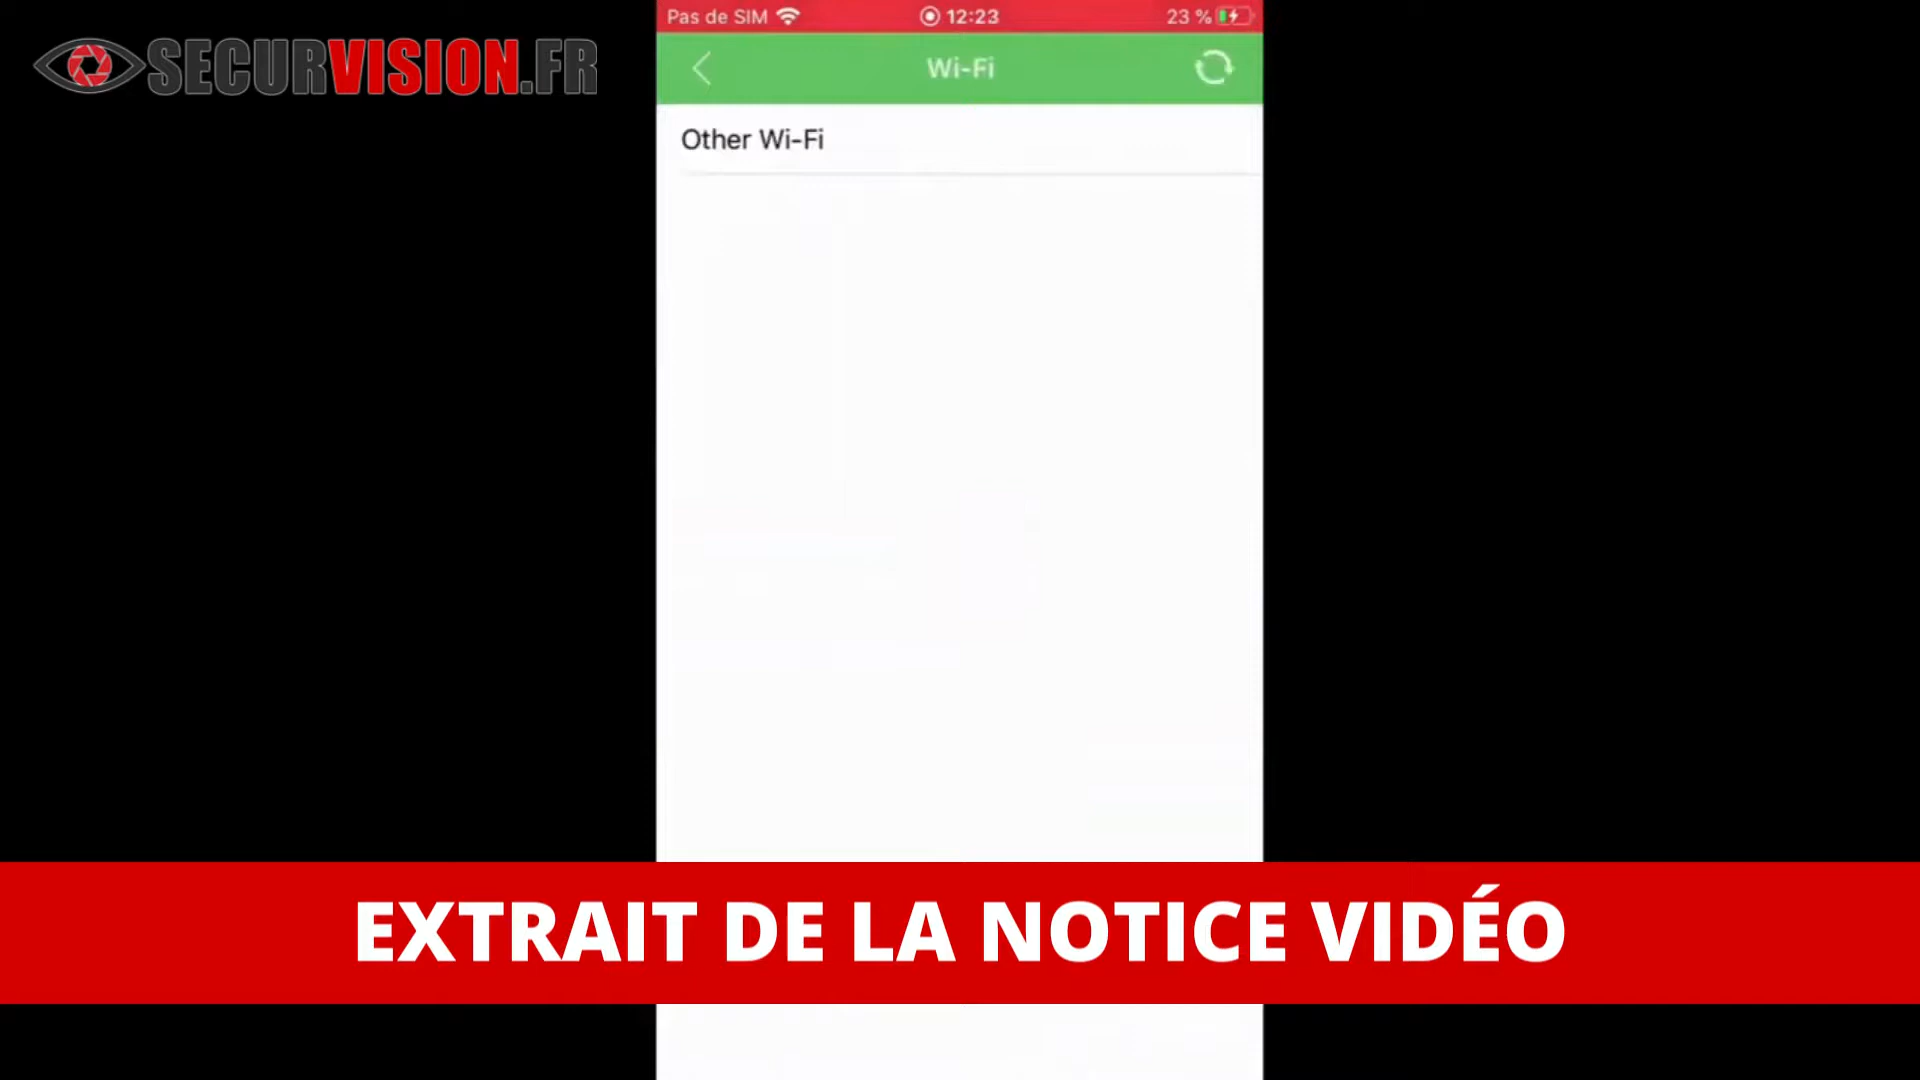 SECURVISION.FR
Pas de SIM 12:23 23 %
Wi-Fi
Other Wi-Fi
EXTRAIT DE LA NOTICE VIDÉO